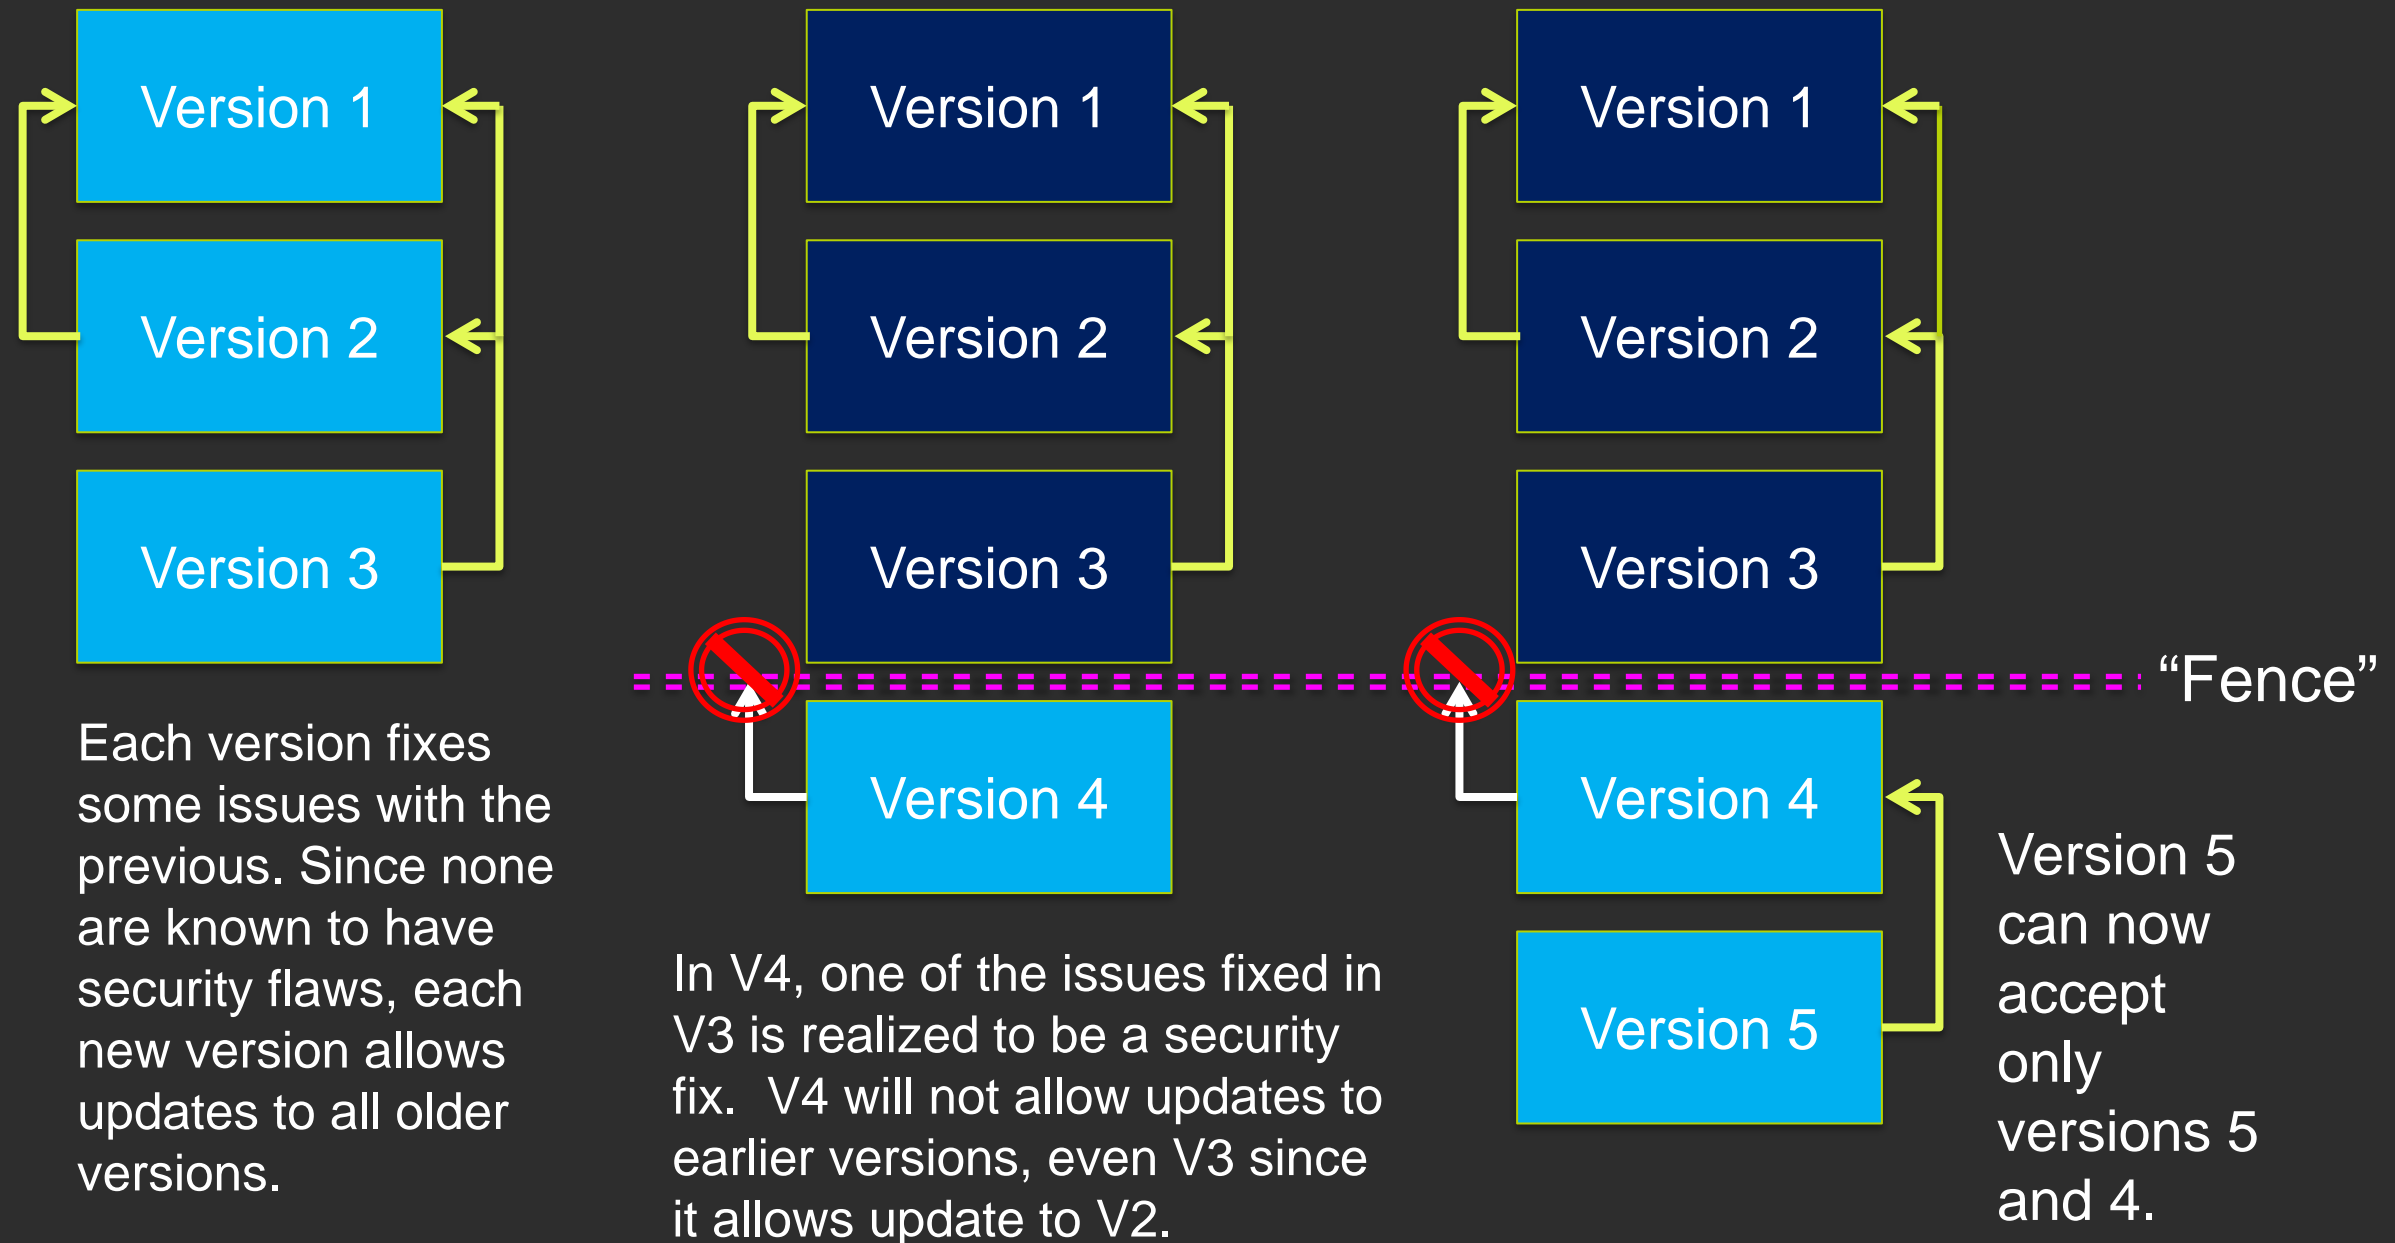 Version 1
Version 2
Version 3
Each version fixes
some issues with the
previous. Since none
are known to have
security flaws, each
new version allows
updates to all older
versions.
Version 1
Version 2
Version 3
Version 4
In V4, one of the issues fixed in
V3 is realized to be a security
fix.  V4 will not allow updates to
earlier versions, even V3 since
it allows update to V2.
Version 1
Version 2
Version 3
“Fence”
Version 4
Version 5
Version 5
can now
accept
only
versions 5
and 4.